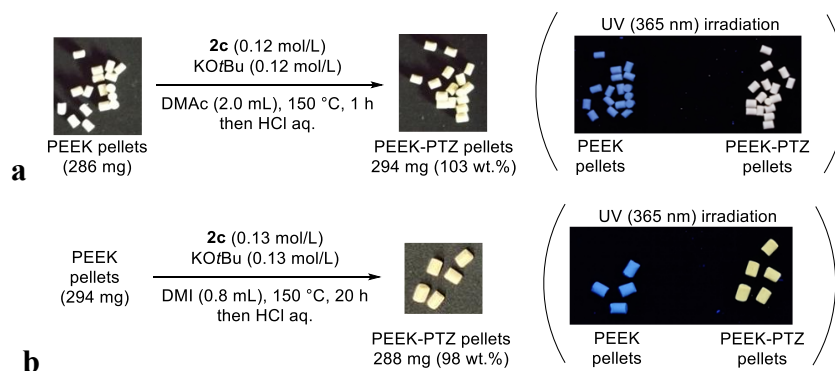 UV (365 nm) irradiation
2c (0.12 mol/L)
KOtBu (0.12 mol/L)
DMAc (2.0 mL), 150 °C, 1 h
then HCl aq.
PEEK pellets
(286 mg)
PEEK-PTZ pellets
294 mg (103 wt.%)
PEEK
pellets
PEEK-PTZ
pellets
a
UV (365 nm) irradiation
2c (0.13 mol/L)
KOtBu (0.13 mol/L)
PEEK
pellets
(294 mg)
DMI (0.8 mL), 150 °C, 20 h
then HCl aq.
PEEK-PTZ pellets
288 mg (98 wt.%)
PEEK
pellets
PEEK-PTZ
pellets
b